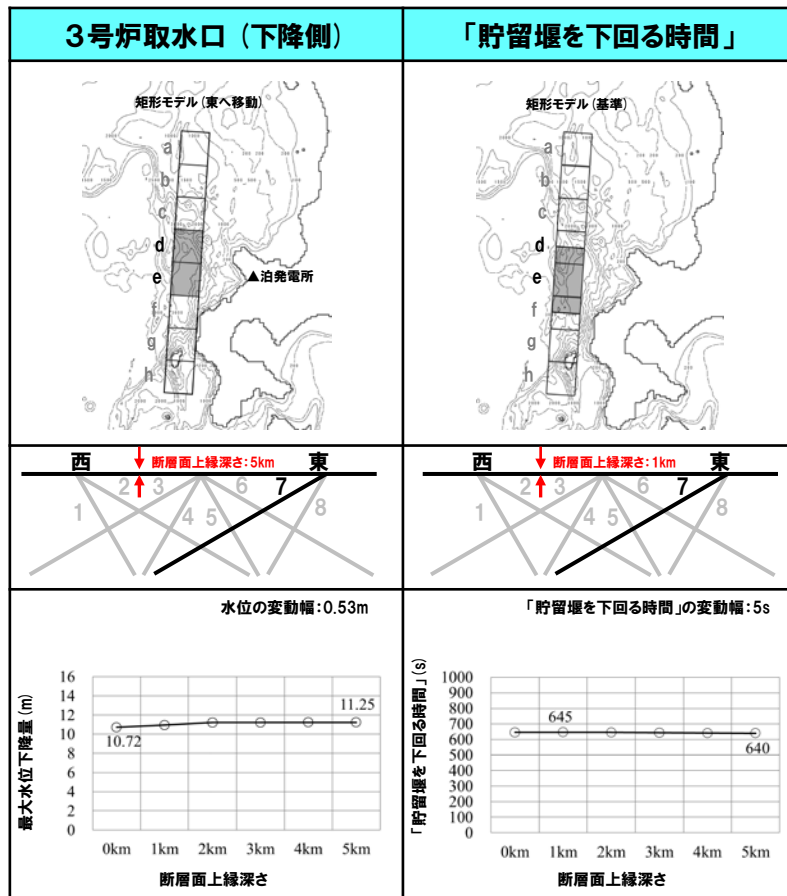 3号炉取水口（下降側）
「貯留堰を下回る時間」
矩形モデル(東へ移動)
a
b
c
d
e
f
g
h
▲泊発電所
矩形モデル(基準)
a
b
c
d
e
f
g
h
西
断層面上縁深さ:5km
東
1
2
3
4
5
6
7
8
西
断層面上縁深さ:1km
東
1
2
3
4
5
6
7
8
水位の変動幅:0.53m
最大水位下降量(m)
16
14
12
10
8
6
4
2
0
10.72
11.25
0km 1km 2km 3km 4km 5km
断層面上縁深さ
「貯留堰を下回る時間」の変動幅:5s
「貯留堰を下回る時間」(s)
1000
900
800
700
600
500
400
300
200
100
0
645
640
0km 1km 2km 3km 4km 5km
断層面上縁深さ